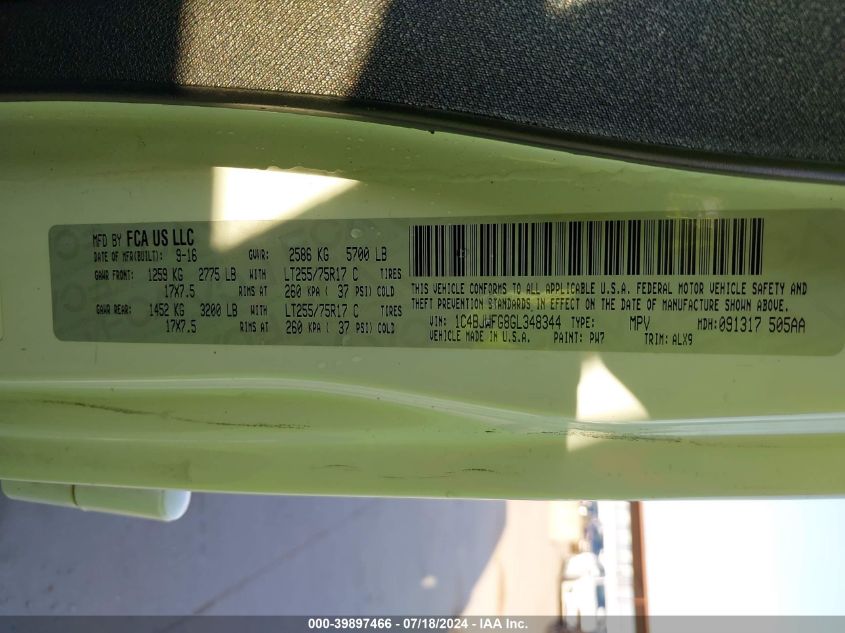 MFD BY FCA US LLC
DATE OF MFR(BUILT): 9-16 GVWR: 2586 KG 5700 LB
GAWR FRONT: 1259 KG 2775 LB WITH LT255/75R17 C TIRES
17X7.5 RIMS AT 260 KPA ( 37 PSI) COLD
GAWR REAR: 1452 KG 3200 LB WITH LT255/75R17 C TIRES
17X7.5 RIMS AT 260 KPA ( 37 PSI) COLD
THIS VEHICLE CONFORMS TO ALL APPLICABLE U.S.A. FEDERAL MOTOR VEHICLE SAFETY AND
THEFT PREVENTION STANDARDS IN EFFECT ON THE DATE OF MANUFACTURE SHOWN ABOVE.
VIN: 1C4BJWFG8GL348344 TYPE: MPV MDH: 091317 505AA
VEHICLE MADE IN U.S.A. PAINT: PW7 TRIM: ALX9
000-39897466 - 07/18/2024 - IAA Inc.